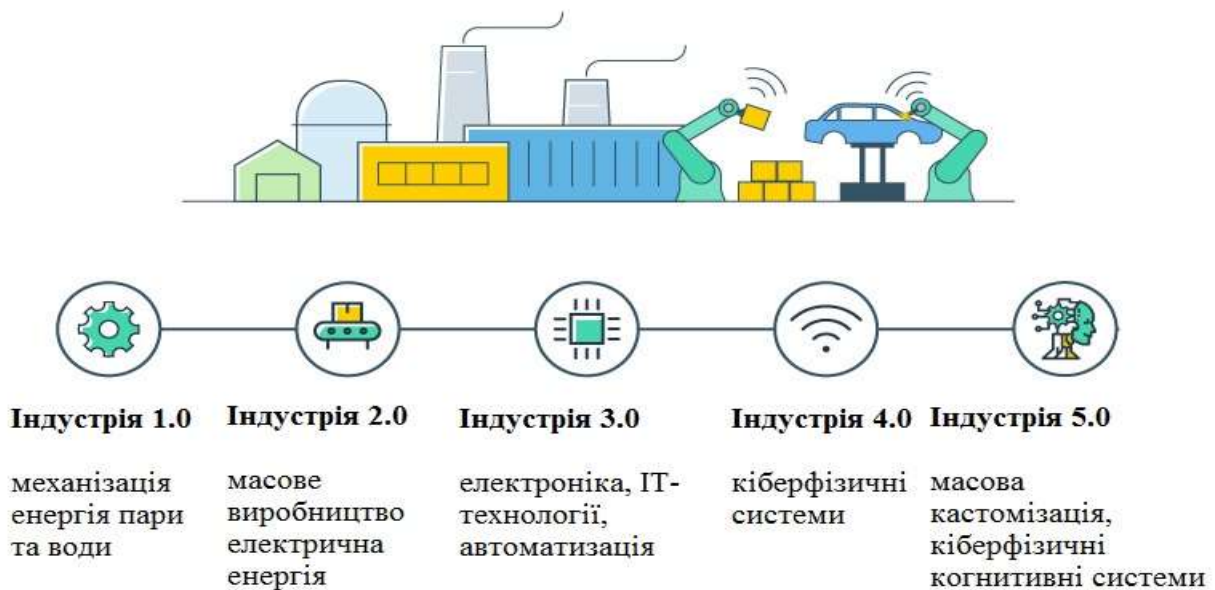 Індустрія 1.0
механізація
енергія пари
та води
Індустрія 2.0
масове
виробництво
електрична
енергія
Індустрія 3.0
електроніка, ІТ-
технології,
автоматизація
Індустрія 4.0
кіберфізичні
системи
Індустрія 5.0
масова
кастомізація,
кіберфізичні
когнитивні системи